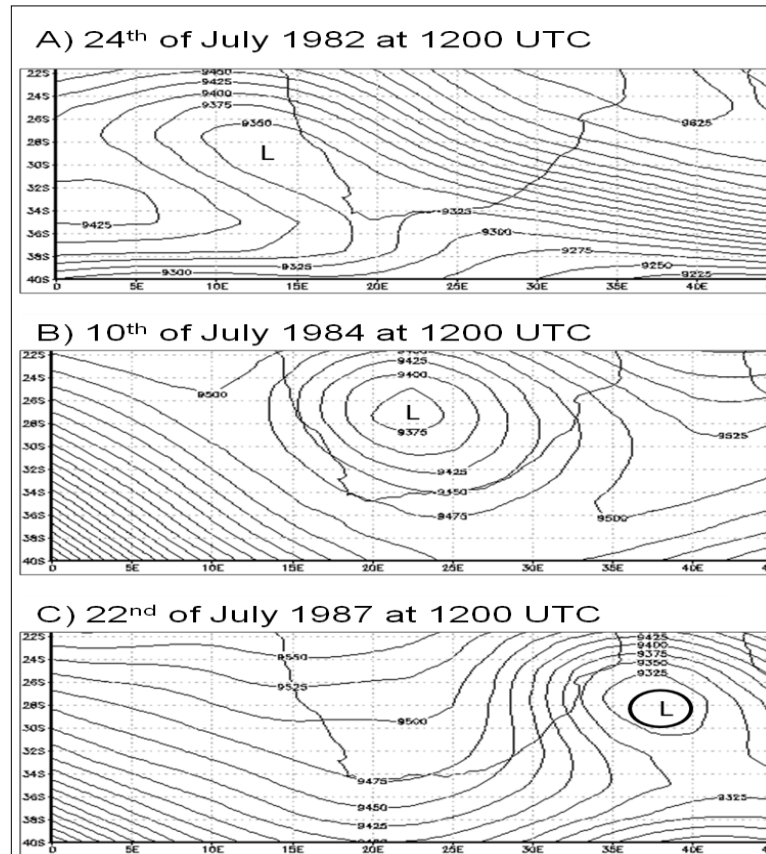 A) 24th of July 1982 at 1200 UTC
22S
9450
9425
24S
9400
26S
9375
9625
28S
9350
30S
L
32S
34S
9425
9325
36S
9300
38S
9325
9275
40S
9300
9250
9225
0 5E 10E 15E 20E 25E 30E 35E 40E
B) 10th of July 1984 at 1200 UTC
22S
9425
24S
9400
9500
26S
L
28S
9375
9525
30S
32S
9425
34S
9450
36S
9475
9500
38S
40S
0 5E 10E 15E 20E 25E 30E 35E 40E
C) 22nd of July 1987 at 1200 UTC
22S
9425
9550
9400
24S
9375
9350
26S
9525
9325
28S
9500
L
30S
32S
34S
9475
36S
9450
9325
38S
9425
40S
0 5E 10E 15E 20E 25E 30E 35E 40E